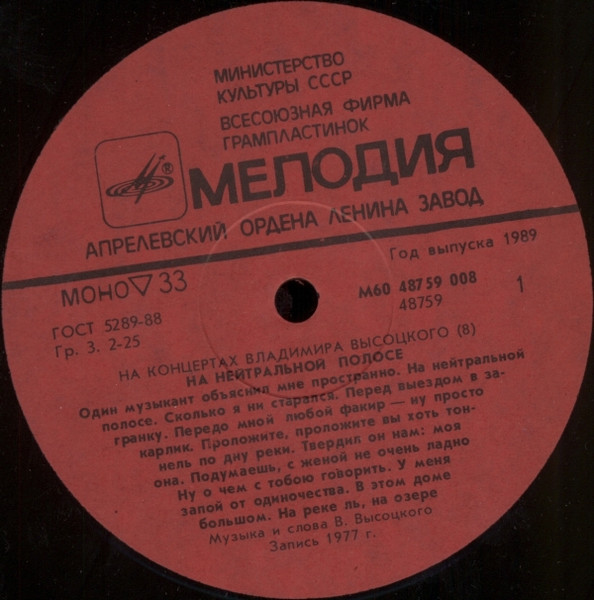 МИНИСТЕРСТВО
КУЛЬТУРЫ СССР
ВСЕСОЮЗНАЯ ФИРМА
ГРАМПЛАСТИНОК
®
МЕЛОДИЯ
АПРЕЛЕВСКИЙ ОРДЕНА ЛЕНИНА ЗАВОД
Год выпуска 1989
МОНО 33
М60 48759 008
48759
1
ГОСТ 5289-88
Гр. 3. 2-25
НА КОНЦЕРТАХ ВЛАДИМИРА ВЫСОЦКОГО (8)
НА НЕЙТРАЛЬНОЙ ПОЛОСЕ
Один музыкант объяснил мне пространно. На нейтральной
полосе. Сколько я ни старался. Перед выездом в за-
гранку. Передо мной любой факир — ну просто
карлик. Проложите, проложите вы хоть тон-
нель по дну реки. Твердил он нам: моя
она. Подумаешь, с женой не очень ладно
Ну о чем с тобою говорить. У меня
запой от одиночества. В этом доме
большом. На реке ль, на озере
Музыка и слова В. Высоцкого
Запись 1977 г.